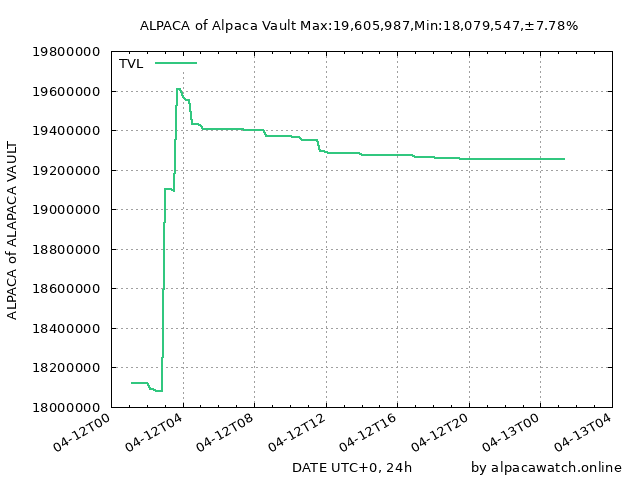 ALPACA of Alpaca Vault Max:19,605,987,Min:18,079,547,±7.78%
TVL
19800000
19600000
19400000
19200000
19000000
18800000
18600000
18400000
18200000
18000000
ALPACA of ALAPACA VAULT
04-12T00
04-12T04
04-12T08
04-12T12
04-12T16
04-12T20
04-13T00
04-13T04
DATE UTC+0, 24h
by alpacawatch.online